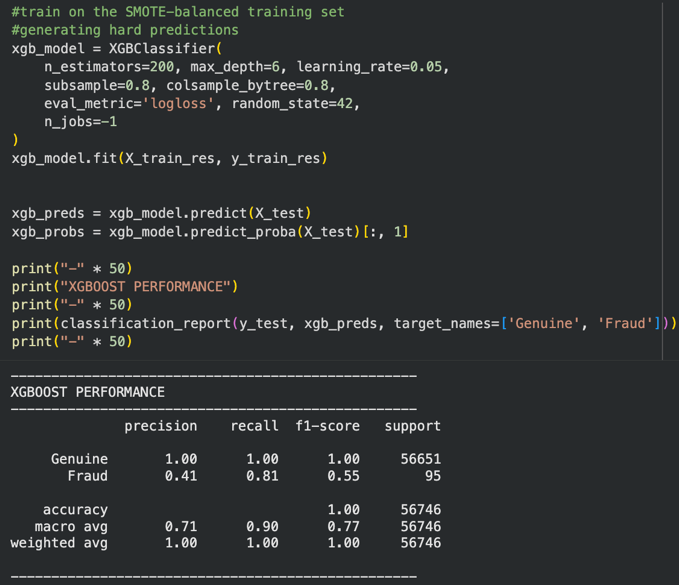 #train on the SMOTE-balanced training set
#generating hard predictions
xgb_model = XGBClassifier(
    n_estimators=200, max_depth=6, learning_rate=0.05,
    subsample=0.8, colsample_bytree=0.8,
    eval_metric='logloss', random_state=42,
    n_jobs=-1
)
xgb_model.fit(X_train_res, y_train_res)
xgb_preds = xgb_model.predict(X_test)
xgb_probs = xgb_model.predict_proba(X_test)[:, 1]
print("-" * 50)
print("XGBOOST PERFORMANCE")
print("-" * 50)
print(classification_report(y_test, xgb_preds, target_names=['Genuine', 'Fraud']))
print("-" * 50)
--------------------------------------------------
XGBOOST PERFORMANCE
--------------------------------------------------
              precision    recall  f1-score   support
     Genuine       1.00      1.00      1.00     56651
       Fraud       0.41      0.81      0.55        95
    accuracy                           1.00     56746
   macro avg       0.71      0.90      0.77     56746
weighted avg       1.00      1.00      1.00     56746
--------------------------------------------------